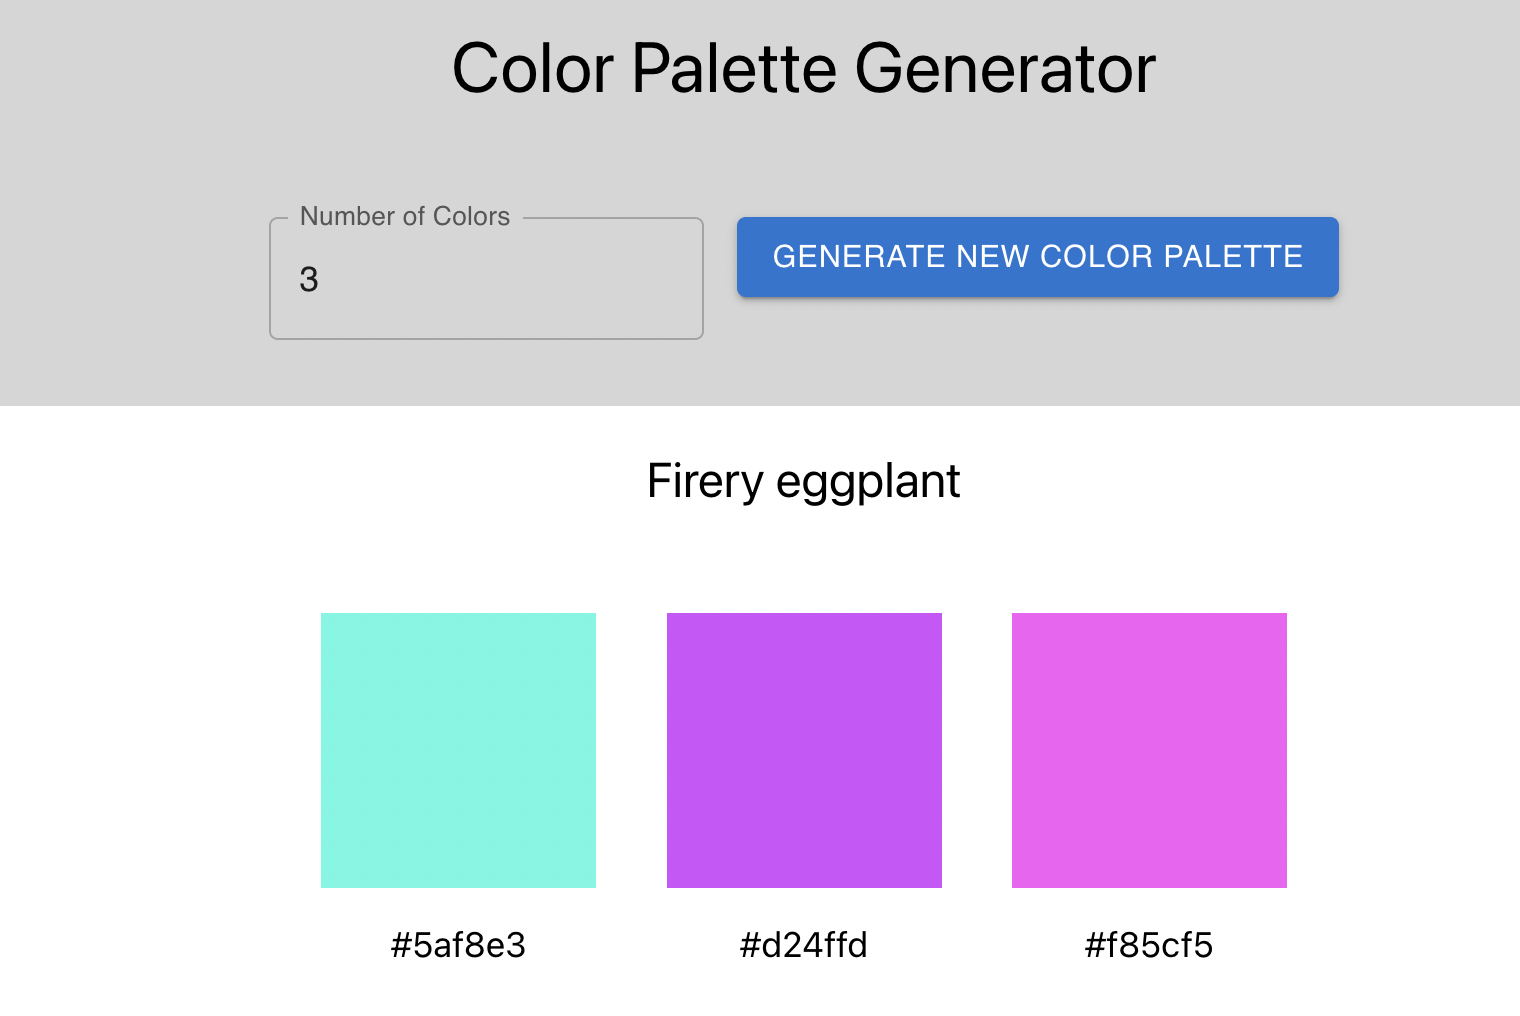 Color Palette Generator
Number of Colors
3
GENERATE NEW COLOR PALETTE
Firery eggplant
#5af8e3
#d24ffd
#f85cf5